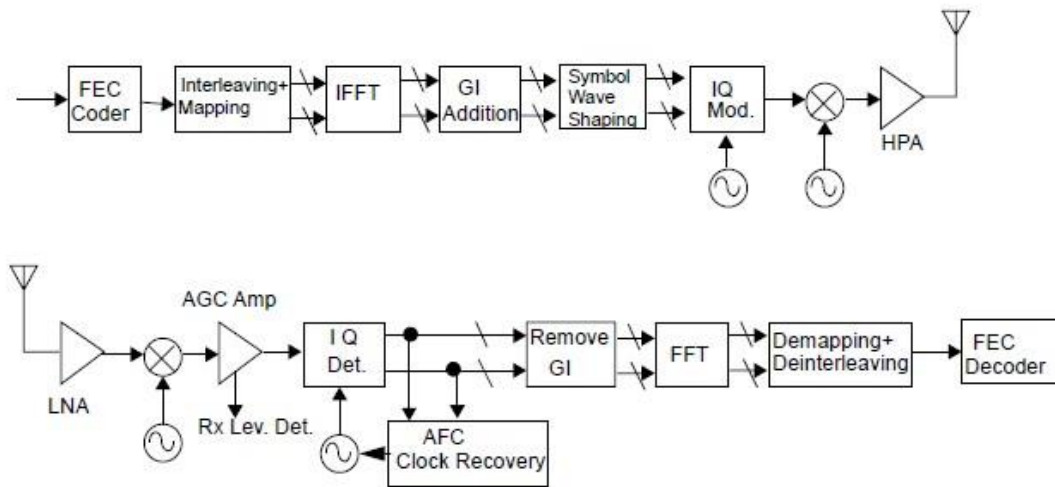 FEC
Coder
Interleaving+
Mapping
IFFT
GI
Addition
Symbol
Wave
Shaping
IQ
Mod.
HPA
LNA
AGC Amp
Rx Lev. Det.
I Q
Det.
AFC
Clock Recovery
Remove
GI
FFT
Demapping+
Deinterleaving
FEC
Decoder